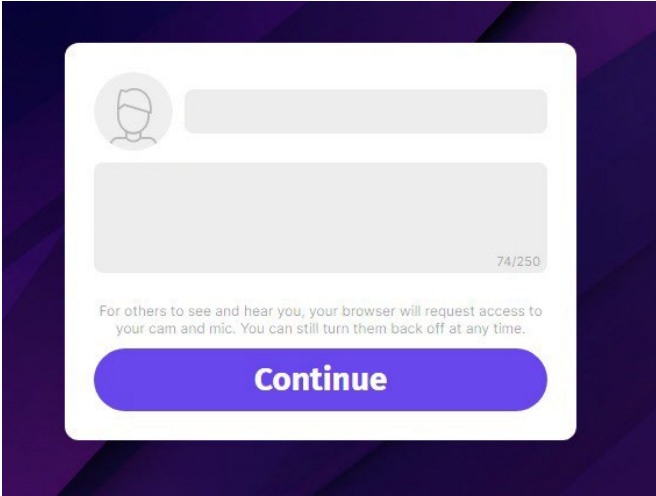 74/250
For others to see and hear you, your browser will request access to
your cam and mic. You can still turn them back off at any time.
Continue